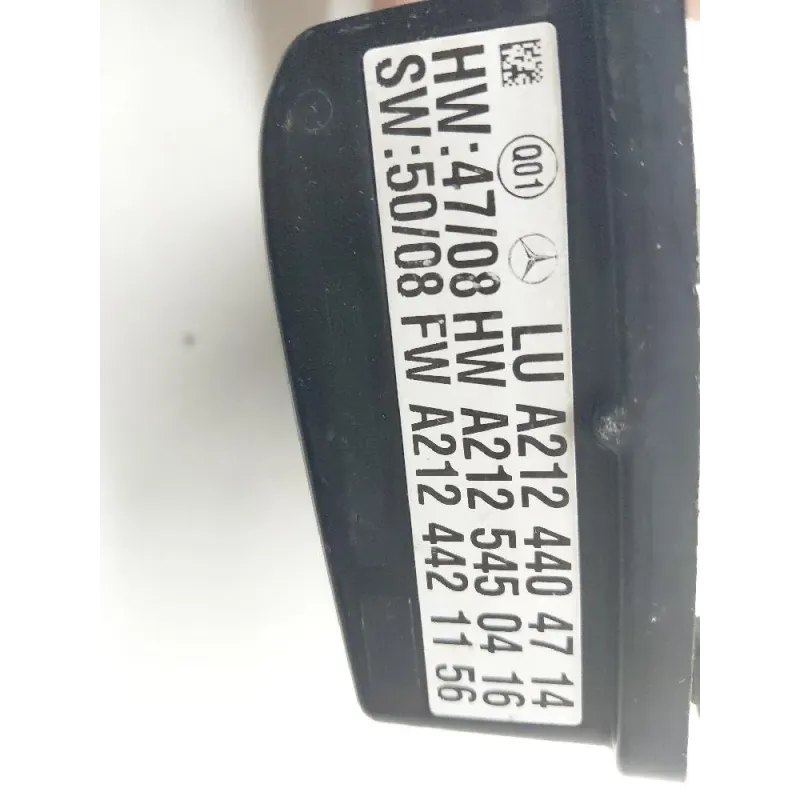 Q01 LU A212 440 47 14
HW:47/08 HW A212 545 04 16
SW:50/08 FW A212 442 11 56